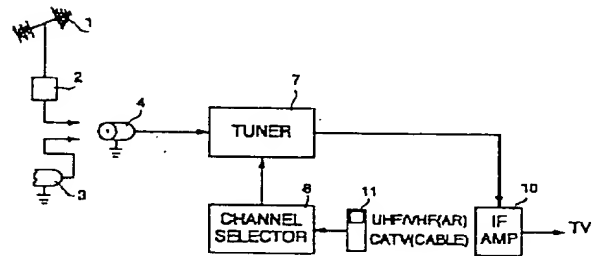 1
2
4
7
TUNER
3
8
11
10
CHANNEL
SELECTOR
UHF/VHF(AR)
CATV(CABLE)
IF
AMP
TV